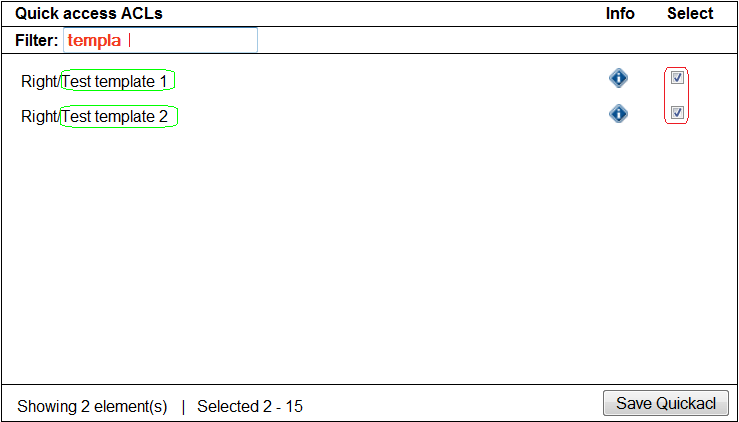 Quick access ACLs Info Select
Filter: templa
Right/Test template 1
Right/Test template 2
Showing 2 element(s) | Selected 2 - 15 Save Quickacl